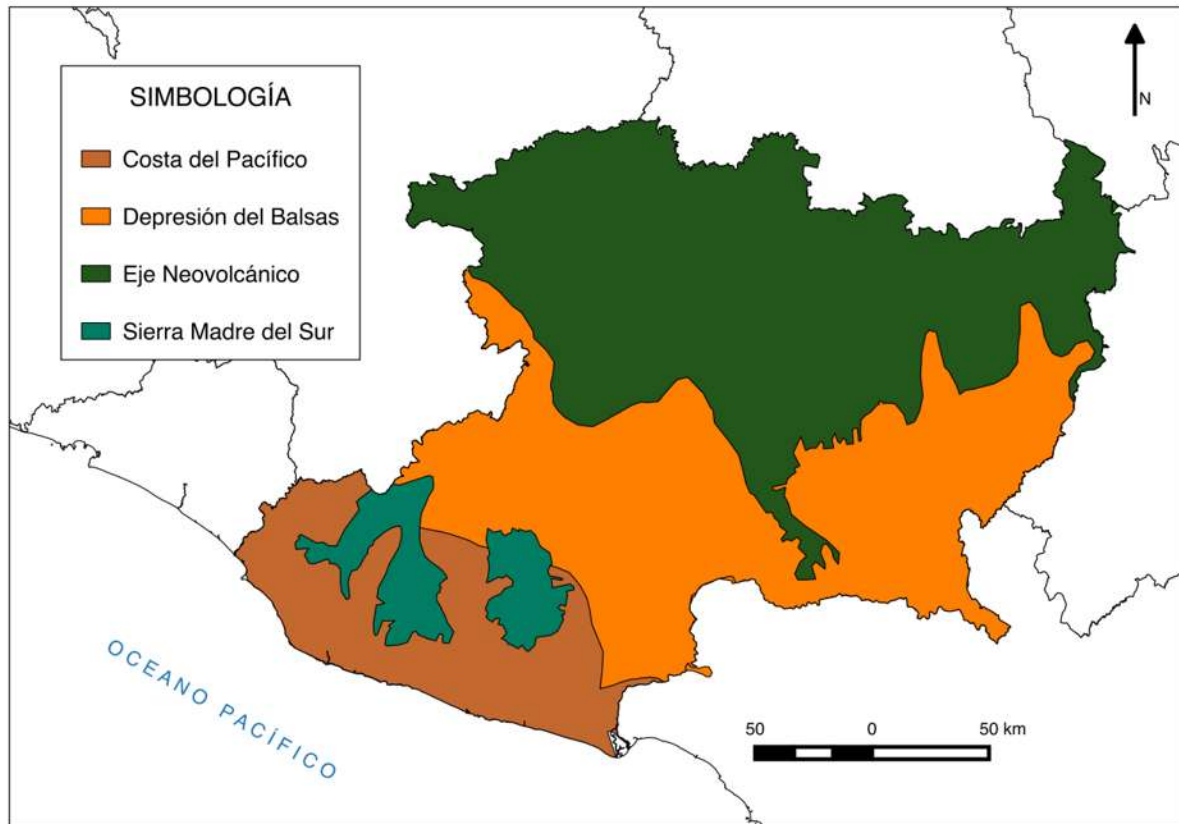 SIMBOLOGÍA
Costa del Pacífico
Depresión del Balsas
Eje Neovolcánico
Sierra Madre del Sur
N
OCEANO PACÍFICO
50 0 50 km